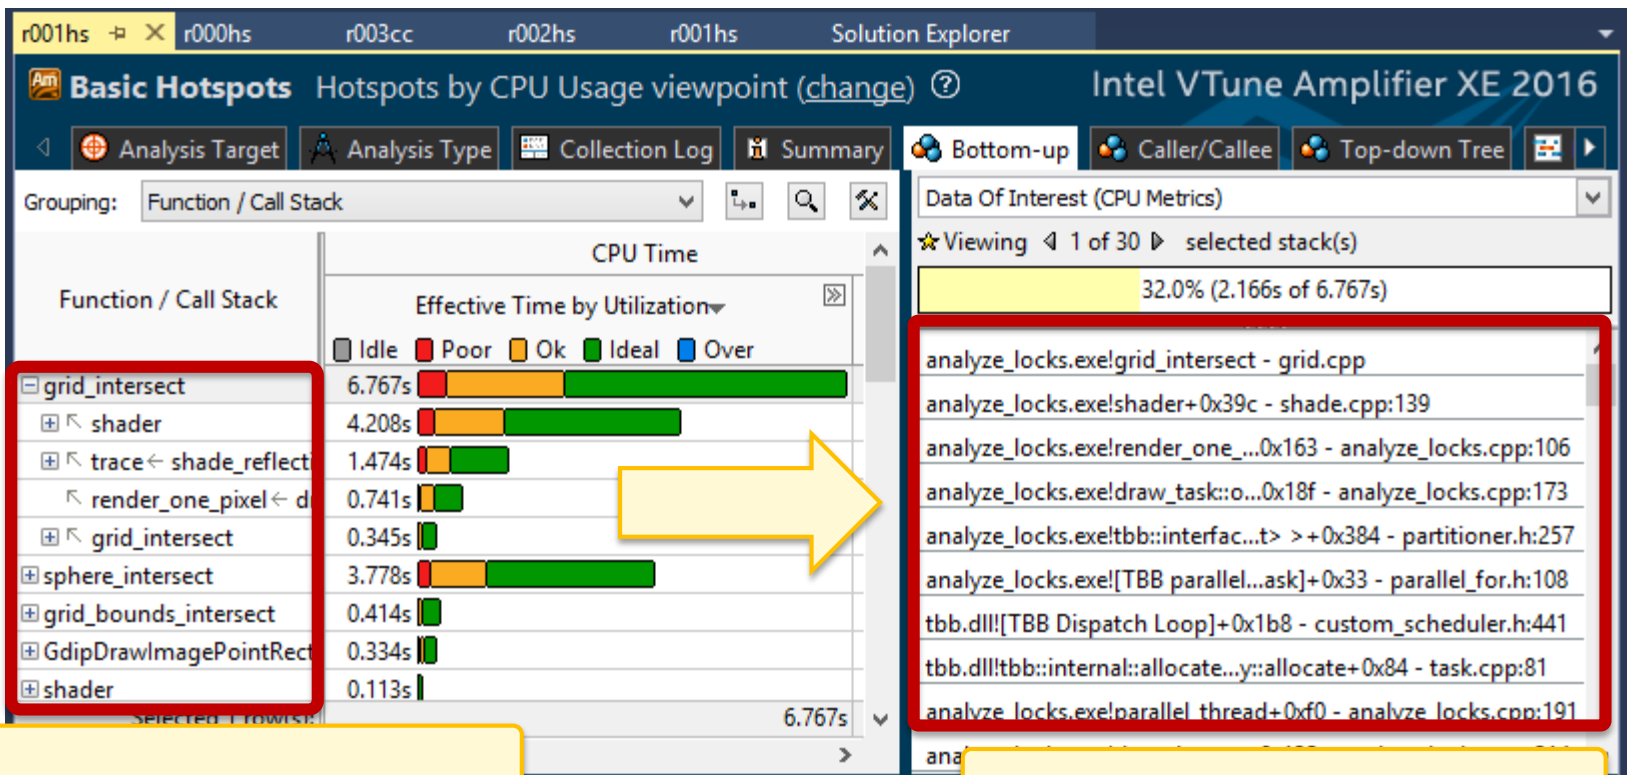 r001hs r000hs r003cc r002hs r001hs Solution Explorer
Am Basic Hotspots Hotspots by CPU Usage viewpoint (change) ? Intel VTune Amplifier XE 2016
Analysis Target Analysis Type Collection Log Summary Bottom-up Caller/Callee Top-down Tree
Grouping: Function / Call Stack
Function / Call Stack
CPU Time
Effective Time by Utilization
Idle Poor Ok Ideal Over
grid_intersect 6.767s
shader 4.208s
trace ← shade_reflecti 1.474s
render_one_pixel ← d 0.741s
grid_intersect 0.345s
sphere_intersect 3.778s
grid_bounds_intersect 0.414s
GdipDrawImagePointRect 0.334s
shader 0.113s
Selected 1 row(s): 6.767s
Data Of Interest (CPU Metrics)
Viewing 1 of 30 selected stack(s)
32.0% (2.166s of 6.767s)
analyze_locks.exe!grid_intersect - grid.cpp
analyze_locks.exe!shader+0x39c - shade.cpp:139
analyze_locks.exe!render_one_...0x163 - analyze_locks.cpp:106
analyze_locks.exe!draw_task::o...0x18f - analyze_locks.cpp:173
analyze_locks.exe!tbb::interfac...t> >+0x384 - partitioner.h:257
analyze_locks.exe![TBB parallel...ask]+0x33 - parallel_for.h:108
tbb.dll![TBB Dispatch Loop]+0x1b8 - custom_scheduler.h:441
tbb.dll!tbb::internal::allocate...y::allocate+0x84 - task.cpp:81
analyze_locks.exe!parallel_thread+0xf0 - analyze_locks.cpp:191
ana